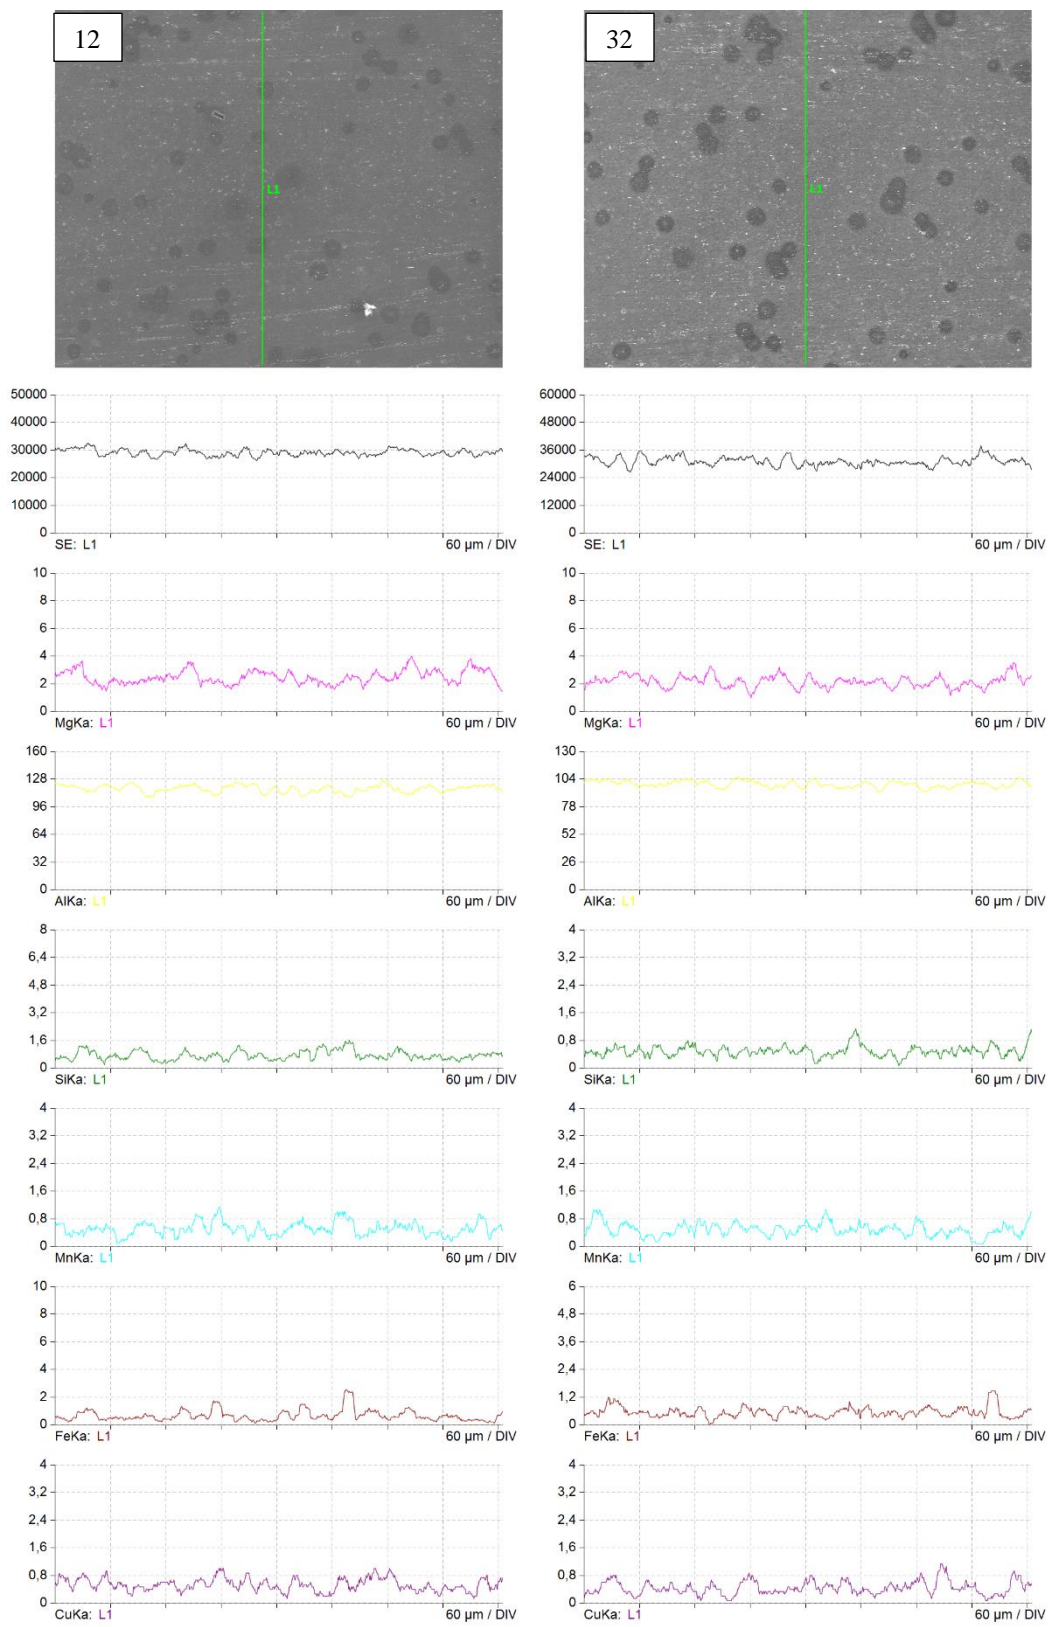 12
32
L1
L1
50000
40000
30000
20000
10000
0
SE: L1
60 µm / DIV
60000
48000
36000
24000
12000
0
SE: L1
60 µm / DIV
10
8
6
4
2
0
MgKa: L1
60 µm / DIV
10
8
6
4
2
0
MgKa: L1
60 µm / DIV
160
128
96
64
32
0
AlKa: L1
60 µm / DIV
130
104
78
52
26
0
AlKa: L1
60 µm / DIV
8
6,4
4,8
3,2
1,6
0
SiKa: L1
60 µm / DIV
4
3,2
2,4
1,6
0,8
0
SiKa: L1
60 µm / DIV
4
3,2
2,4
1,6
0,8
0
MnKa: L1
60 µm / DIV
4
3,2
2,4
1,6
0,8
0
MnKa: L1
60 µm / DIV
10
8
6
4
2
0
FeKa: L1
60 µm / DIV
6
4,8
3,6
2,4
1,2
0
FeKa: L1
60 µm / DIV
4
3,2
2,4
1,6
0,8
0
CuKa: L1
60 µm / DIV
4
3,2
2,4
1,6
0,8
0
CuKa: L1
60 µm / DIV